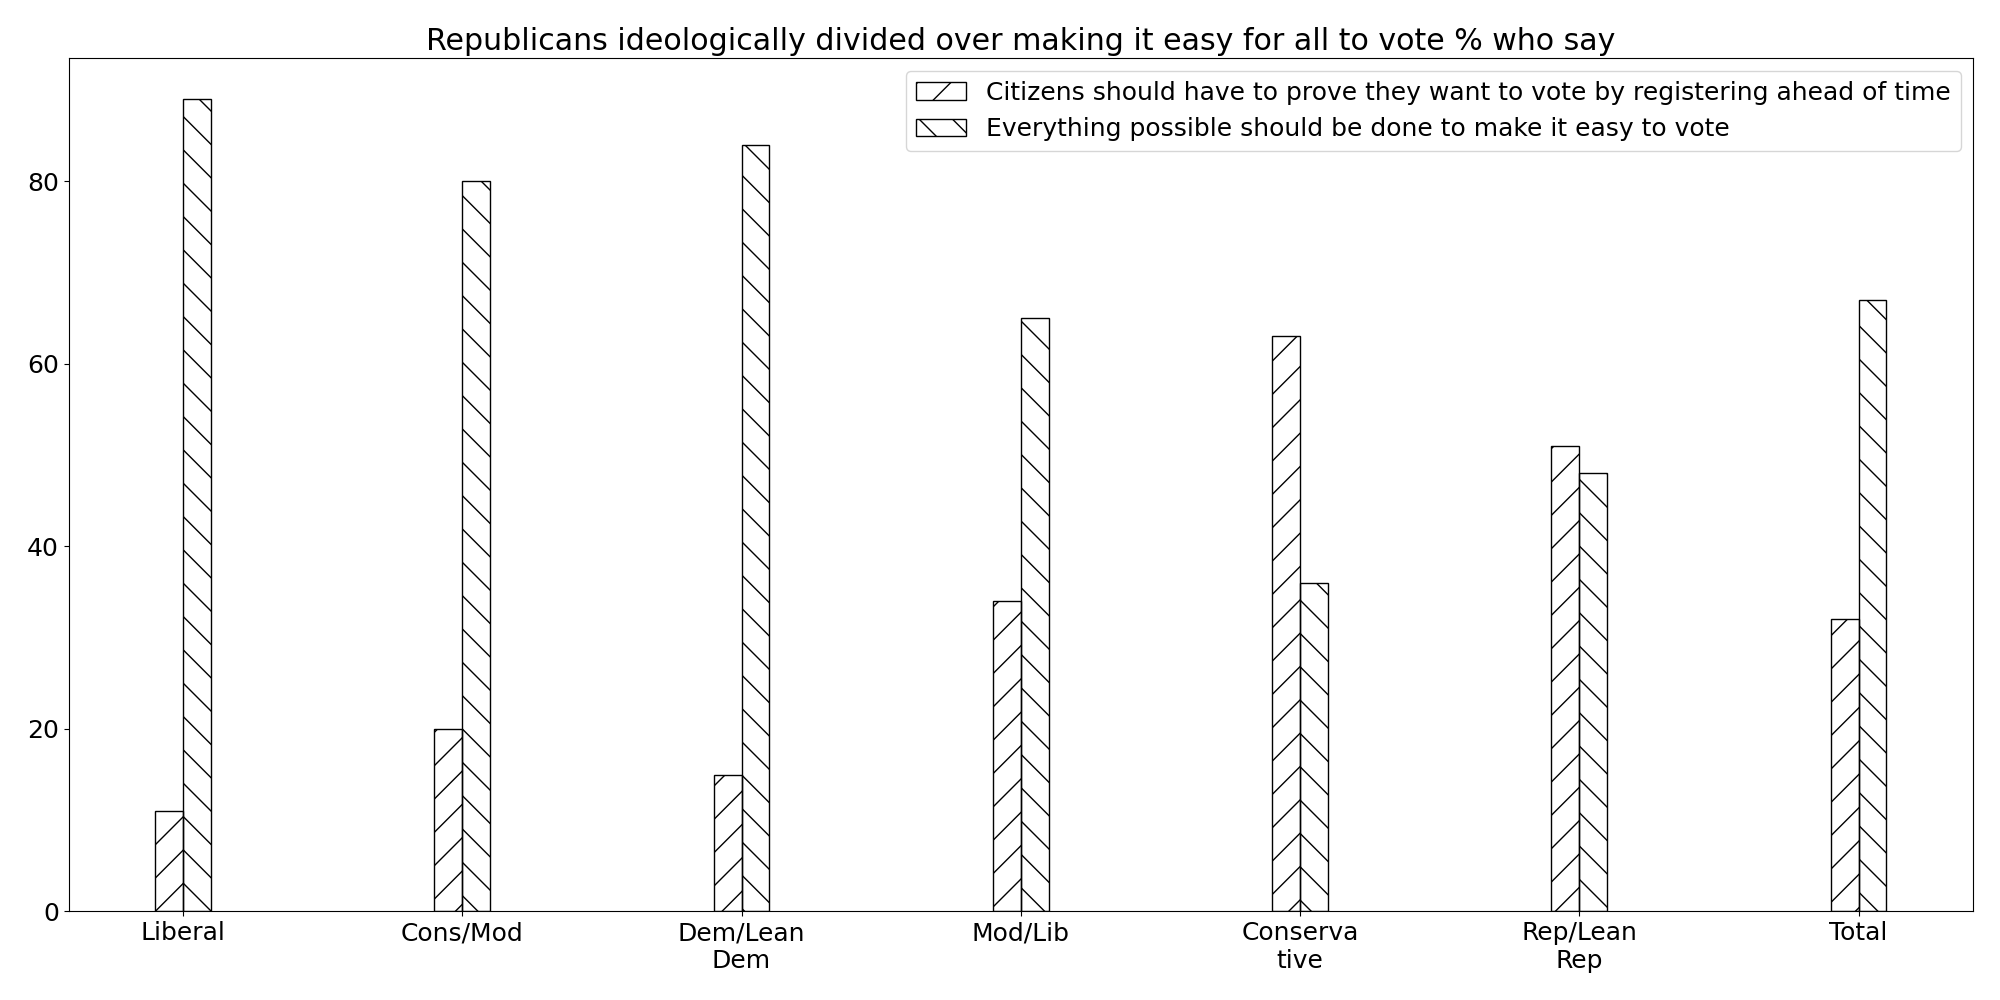 Republicans ideologically divided over making it easy for all to vote % who say
Citizens should have to prove they want to vote by registering ahead of time
Everything possible should be done to make it easy to vote
80
60
40
20
0
Liberal
Cons/Mod
Dem/Lean
Dem
Mod/Lib
Conserva
tive
Rep/Lean
Rep
Total